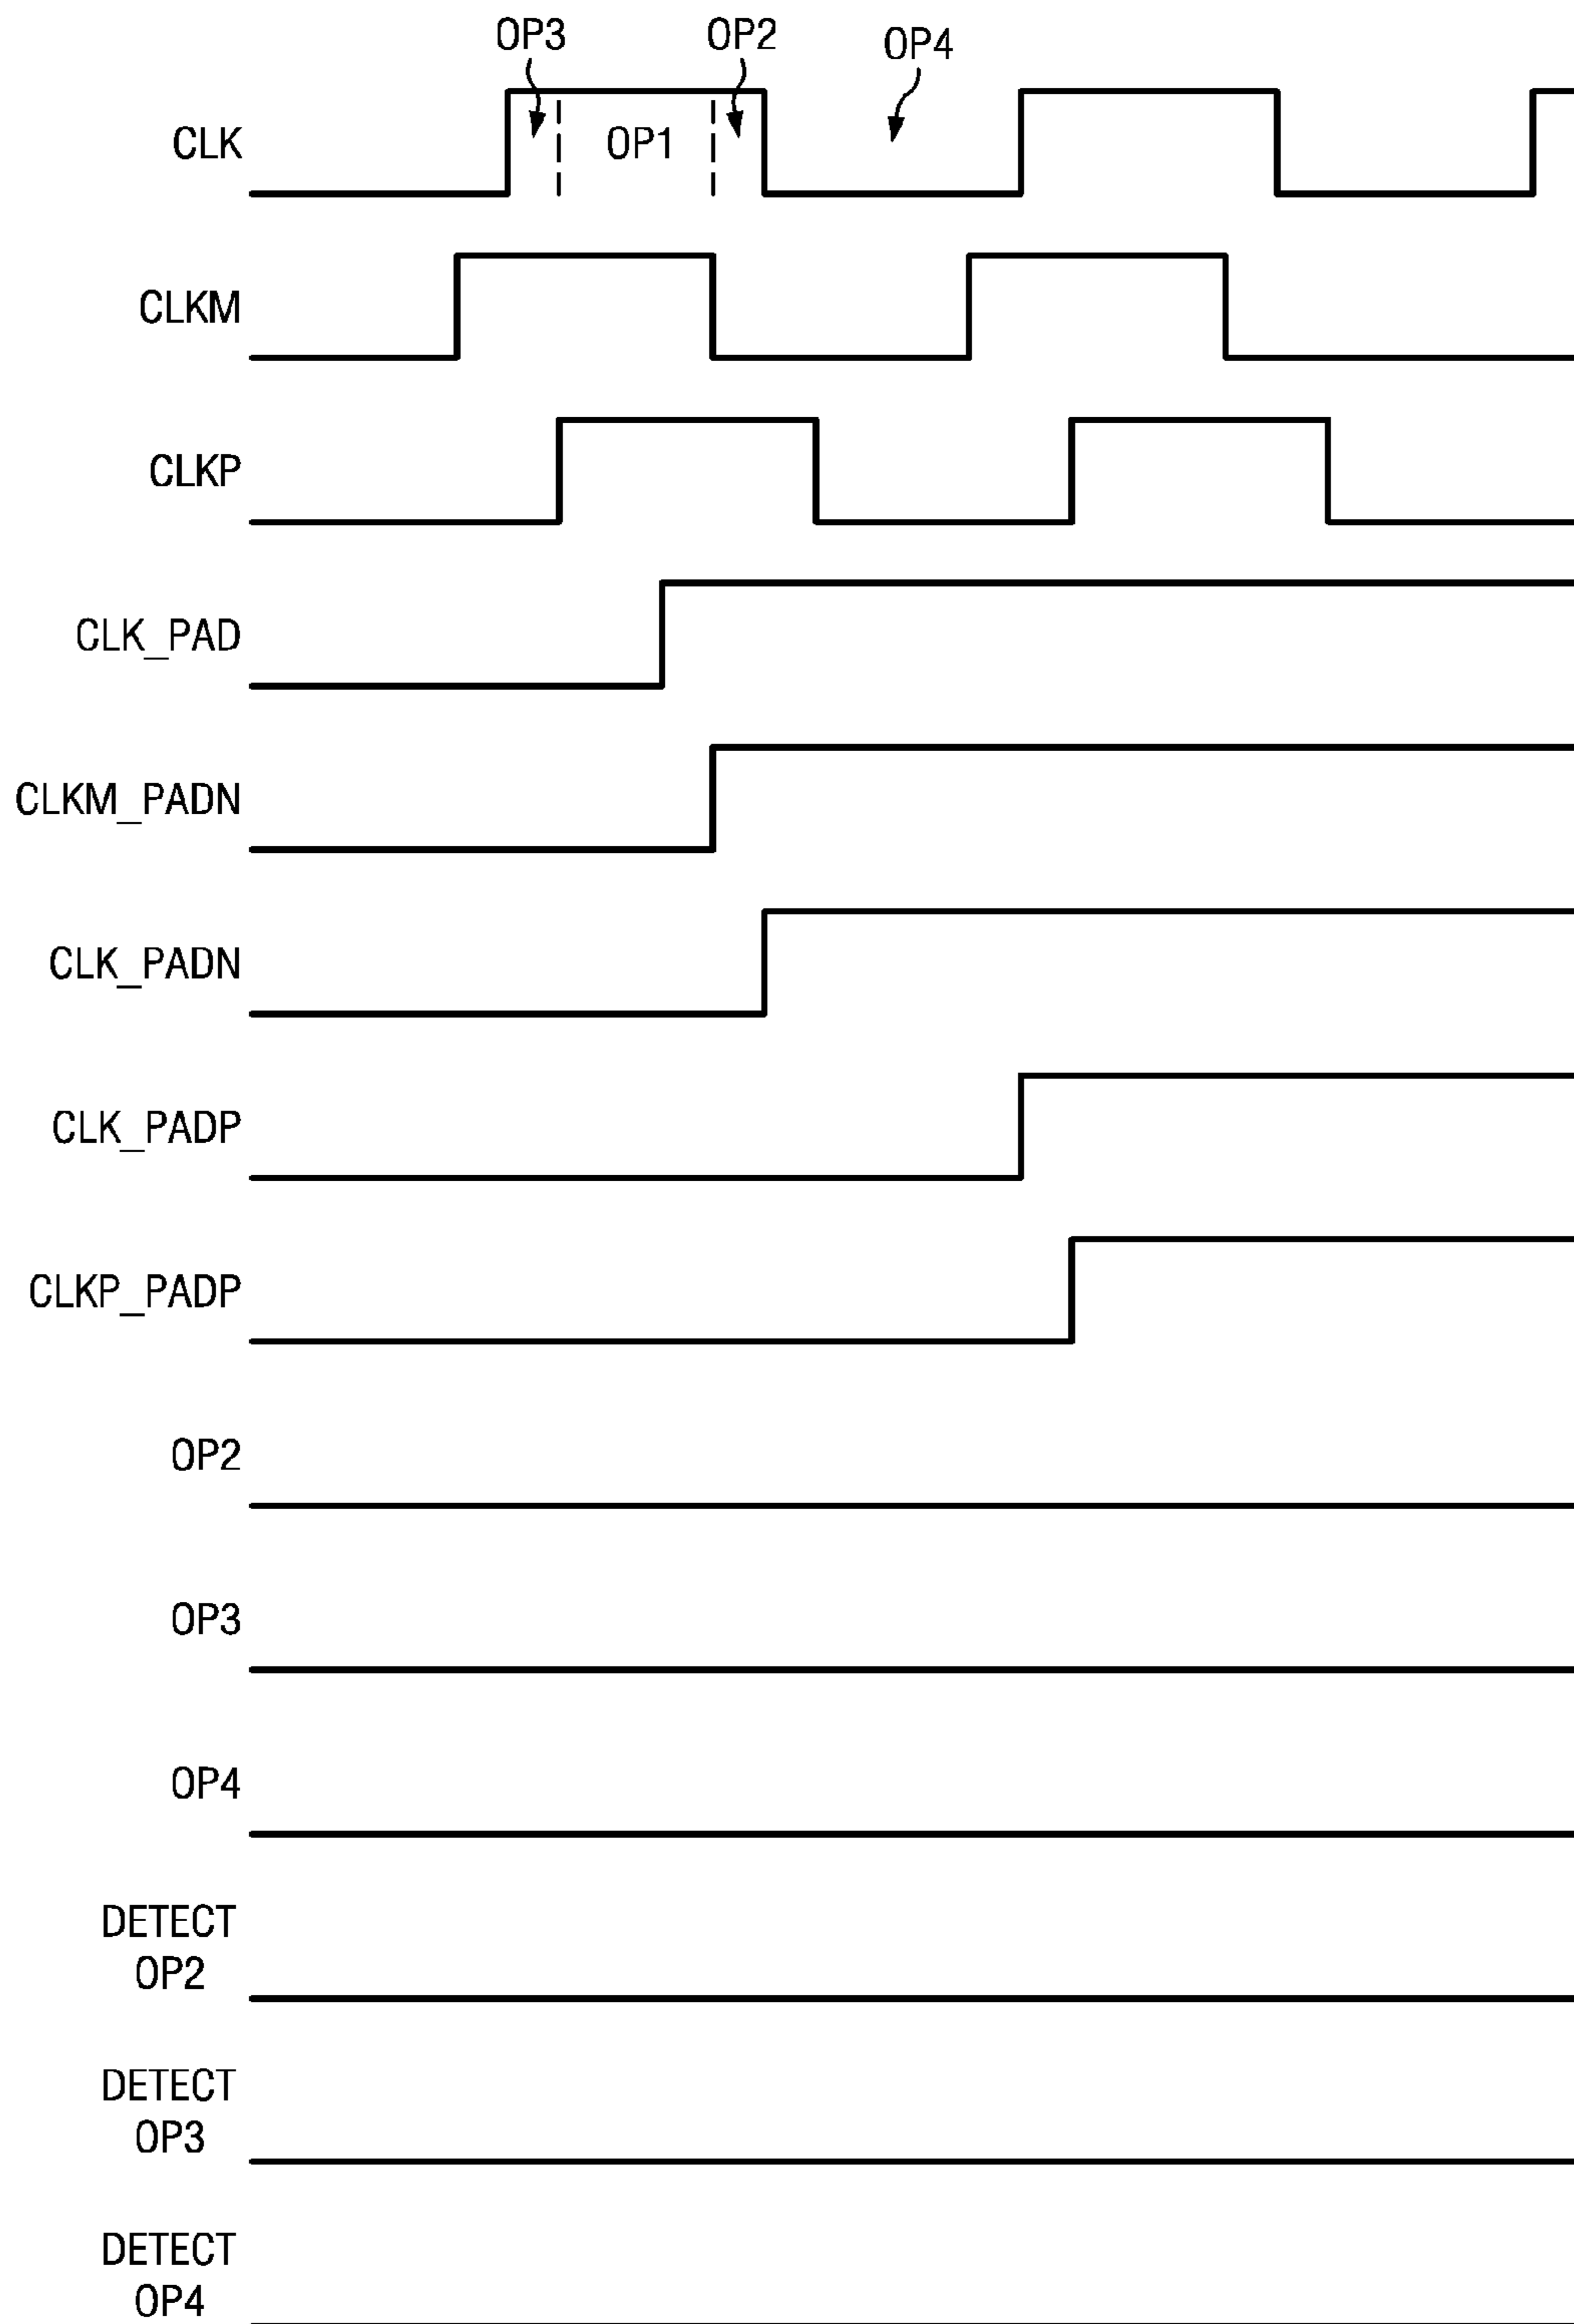 OP3
OP2
OP4
CLK
OP1
CLKM
CLKP
CLK_PAD
CLKM_PADN
CLK_PADN
CLK_PADP
CLKP_PADP
OP2
OP3
OP4
DETECT
OP2
DETECT
OP3
DETECT
OP4